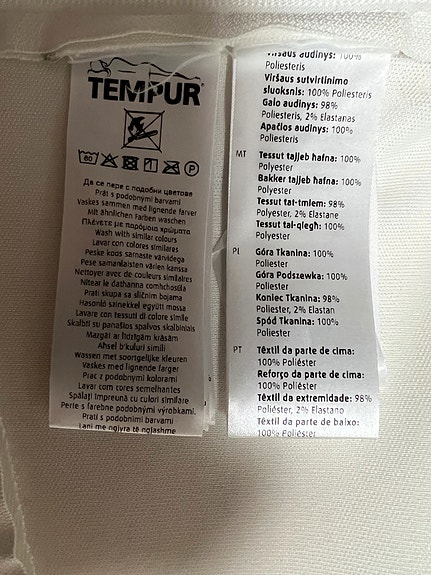 TEMPUR
60
P
Да се пере с подобни цветове
Prát s podobnými barvami
Vaskes sammen med lignende farver
Mit ähnlichen Farben waschen
Πλένετε με παρόμοια χρώματα
Wash with similar colours
Lavar con colores similares
Peske koos sarnaste värvidega
Pese samanlaisten värien kanssa
Nettoyer avec de couleurs similaires
Nitear le dathanna comhchosúla
Prati skupa sa sličnim bojama
Hasonló színekkel együtt mossa
Lavare con tessuti di colore simile
Skalbti su panašios spalvos skalbiniais
Mazgāt ar līdzīgām krāsām
Aħsel b'kuluri simili
Wassen met soortgelijke kleuren
Vaskes med lignende farger
Prac z podobnymi kolorami
Lavar com cores semelhantes
Spălați împreună cu culori similare
Perte s farebne podobnými výrobkami.
Prati s podobnimi barvami
Lani me ngjyra të ngjashme
Viršaus audinys: 100%
Poliesteris
Viršaus sutvirtinimo
sluoksnis: 100% Poliesteris
Galo audinys: 98%
Poliesteris, 2% Elastanas
Apačios audinys: 100%
Poliesteris
MT Tessut tajjeb ħafna: 100%
Polyester
Bakker tajjeb ħafna: 100%
Polyester
Tessut tat-tmiem: 98%
Polyester, 2% Elastane
Tessut tal-qiegħ: 100%
Polyester
Pl Góra Tkanina: 100%
Poliester
Góra Podszewka: 100%
Poliester
Koniec Tkanina: 98%
Poliester, 2% Elastan
Spód Tkanina: 100%
Poliester
PT Têxtil da parte de cima:
100% Poliéster
Reforço da parte de cima:
100% Poliéster
Têxtil da extremidade: 98%
Poliéster, 2% Elastano
Têxtil da parte de baixo:
100% Poliéster